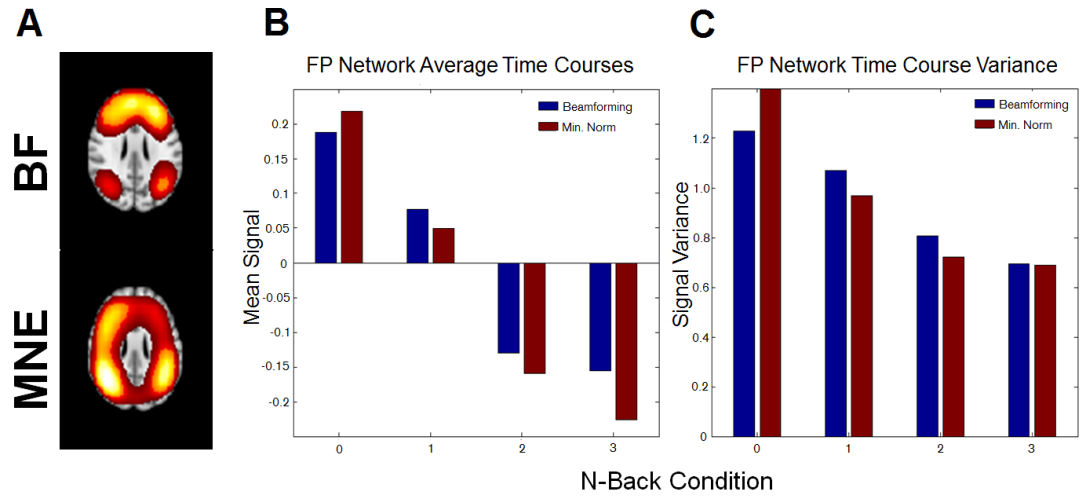 A
B
C
BF
MNE
FP Network Average Time Courses
Beamforming
Min. Norm
Mean Signal
0.2
0.15
0.1
0.05
0
-0.05
-0.1
-0.15
-0.2
0 1 2 3
FP Network Time Course Variance
Beamforming
Min. Norm
Signal Variance
1.2
1.0
0.8
0.6
0.4
0.2
0
0 1 2 3
N-Back Condition